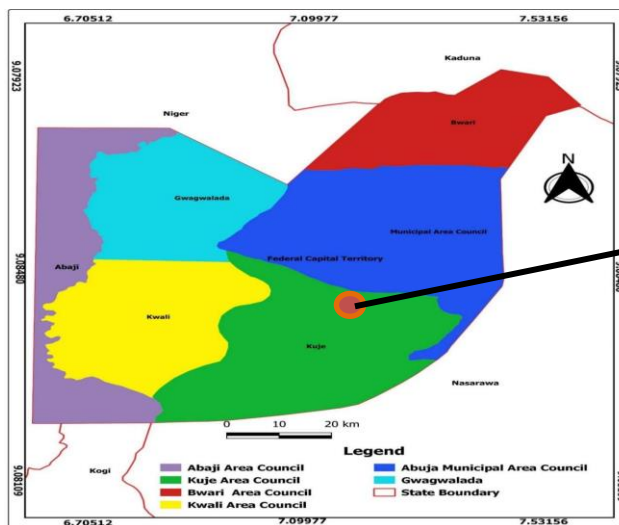 6.70512 7.09977 7.53156
9.07923
Kaduna
Niger
Bwari
N
Gwagwalada
Municipal Area Council
Federal Capital Territory
Abaji
9.08480
Kwali
Kuje
Nasarawa
0 10 20 km
Legend
Kogi
Abaji Area Council
Kuje Area Council
Bwari Area Council
Kwali Area Council
Abuja Municipal Area Council
Gwagwalada
State Boundary
9.08109
6.70512 7.09977 7.53156